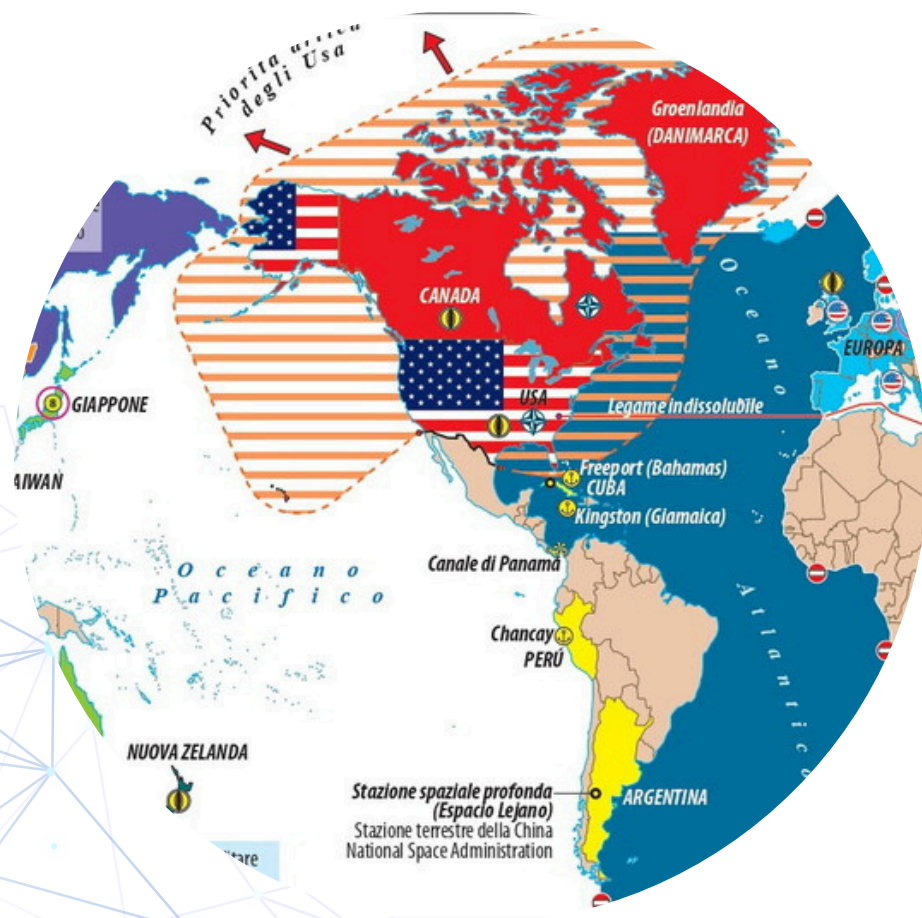 Priorità artica
degli Usa
Groenlandia
(DANIMARCA)
CANADA
USA
EUROPA
Legame indissolubile
8
GIAPPONE
AIWAN
Freeport (Bahamas)
CUBA
Kingston (Giamaica)
Canale di Panamá
Oceano
Pacifico
Oceano
Atlantico
Chancay
PERÚ
NUOVA ZELANDA
Stazione spaziale profonda
(Espacio Lejano)
Stazione terrestre della China
National Space Administration
ARGENTINA
itare